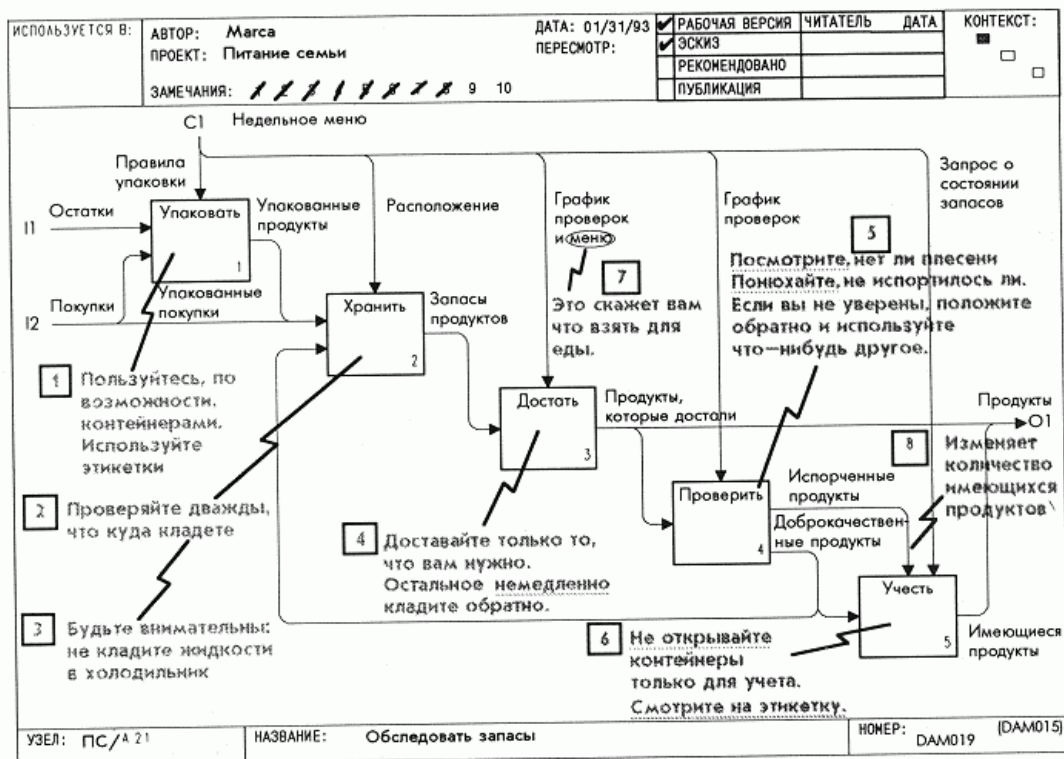 ИСПОЛЬЗУЕТСЯ В:
АВТОР: Marca
ДАТА: 01/31/93
ПРОЕКТ: Питание семьи
ПЕРЕСМОТР:
ЗАМЕЧАНИЯ: 9 10
РАБОЧАЯ ВЕРСИЯ
ЭСКИЗ
РЕКОМЕНДОВАНО
ПУБЛИКАЦИЯ
ЧИТАТЕЛЬ ДАТА
КОНТЕКСТ:
C1 Недельное меню
Правила
упаковки
I1 Остатки
Упаковать
1
Упакованные
продукты
Расположение
График
проверок
и меню
График
проверок
Запрос о
состоянии
запасов
I2 Покупки
Упакованные
покупки
Хранить
2
Запасы
продуктов
7
Это скажет вам
что взять для
еды.
5
Посмотрите, нет ли плесени
Понюхайте, не испортилось ли.
Если вы не уверены, положите
обратно и используйте
что-нибудь другое.
1
Пользуйтесь, по
возможности,
контейнерами.
Используйте
этикетки
Достать
3
Продукты,
которые достали
Продукты
O1
2
Проверяйте дважды,
что куда кладете
4
Доставайте только то,
что вам нужно.
Остальное немедленно
кладите обратно.
Проверить
4
Испорченные
продукты
Доброкачествен-
ные продукты
8
Изменяет
количество
имеющихся
продуктов
3
Будьте внимательны:
не кладите жидкости
в холодильник
6
Не открывайте
контейнеры
только для учета.
Смотрите на этикетку.
Учесть
5
Имеющиеся
продукты
УЗЕЛ: ПС/А 21
НАЗВАНИЕ: Обследовать запасы
НОМЕР: (DAM015)
DAM019